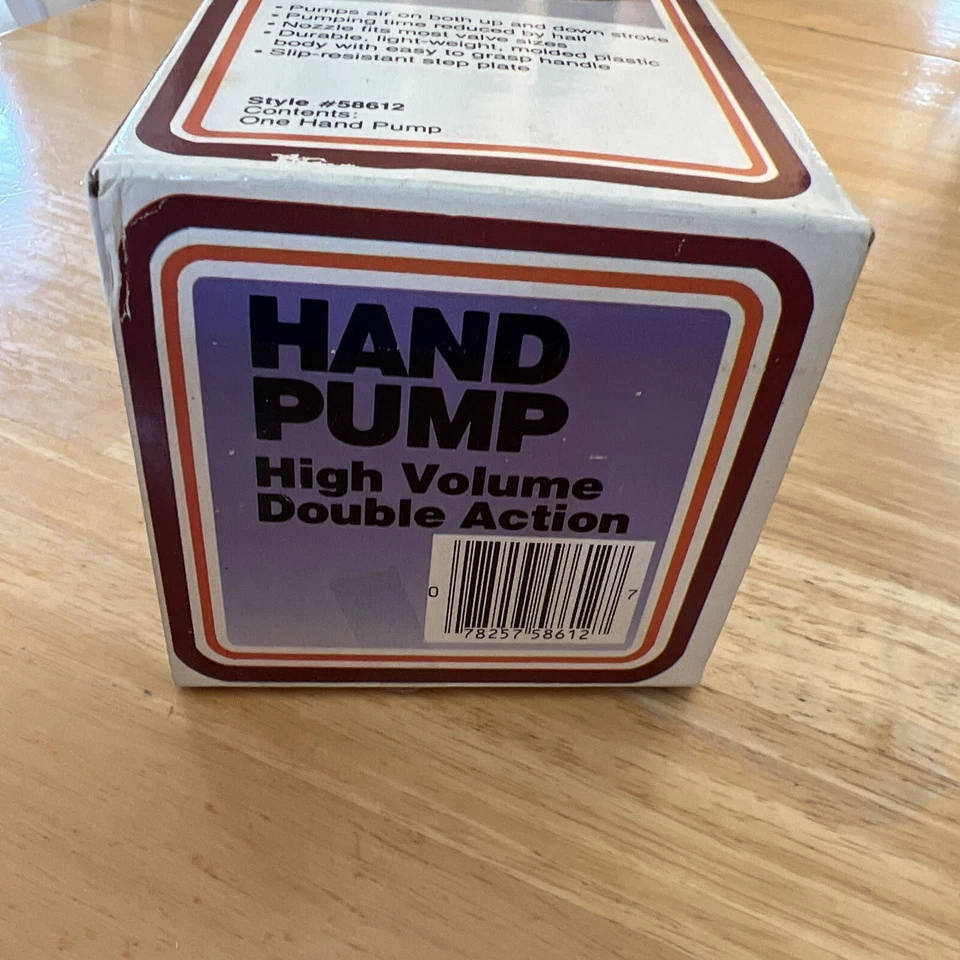 • Pumps air on both up and down stroke
• Pumping time reduced by half
• Nozzle fits most valve sizes
• Durable, light-weight, molded plastic
body with easy to grasp handle
• Slip-resistant step plate
Style #58612
Contents:
One Hand Pump
HAND
PUMP
High Volume
Double Action
0 78257 58612 7